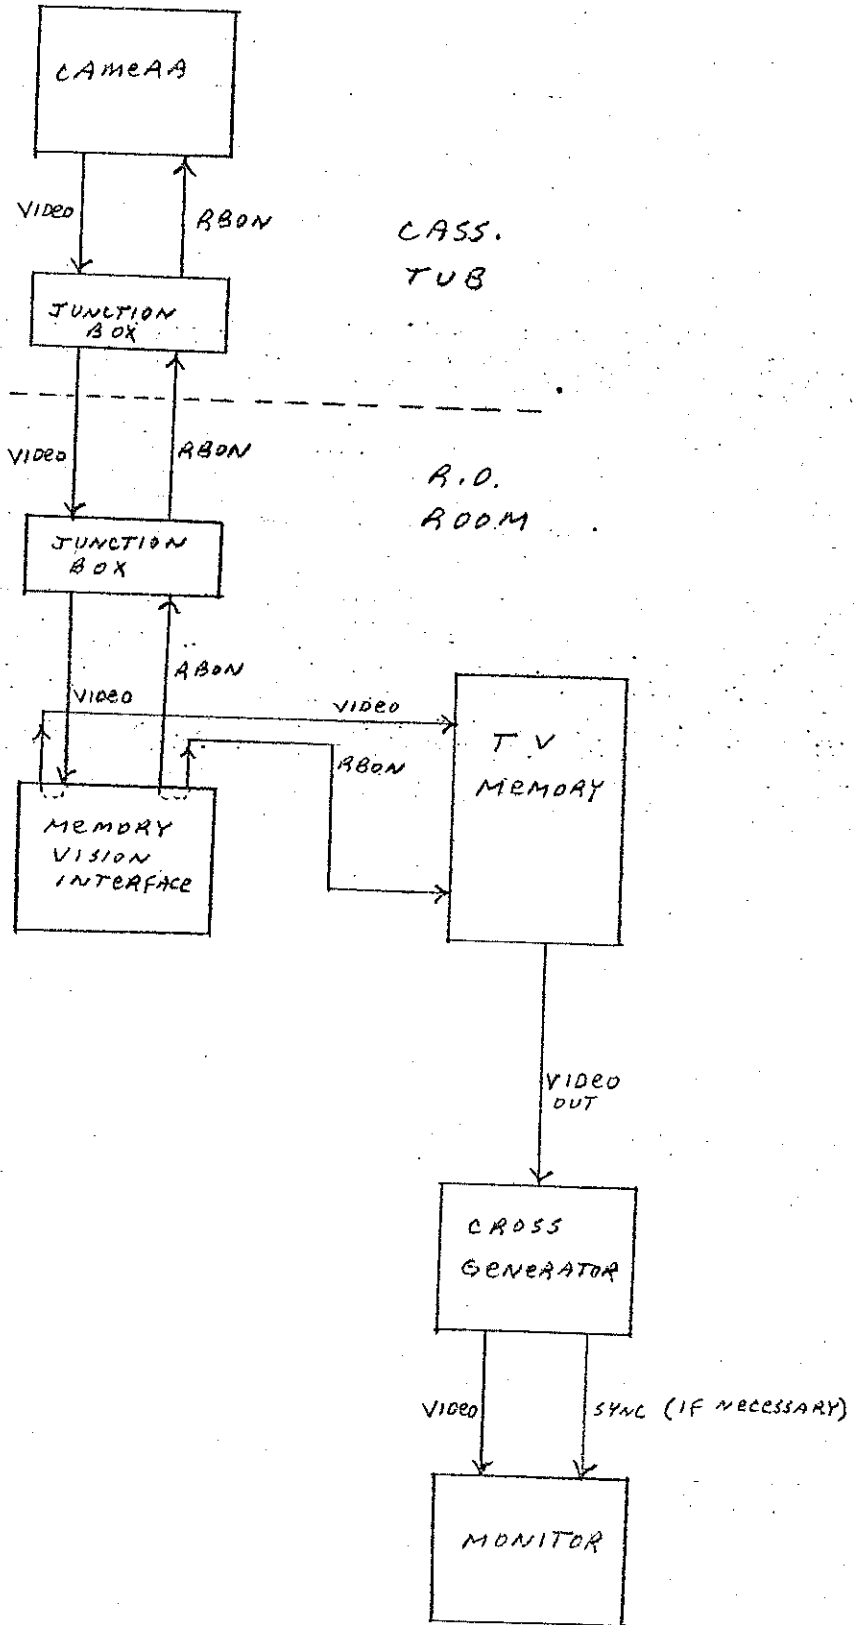 CAMERA
VIDEO
RBON
CASS.
TUB
JUNCTION
BOX
VIDEO
RBON
R.O.
ROOM
JUNCTION
BOX
VIDEO
RBON
VIDEO
RBON
TV
MEMORY
MEMORY
VISION
INTERFACE
VIDEO
OUT
CROSS
GENERATOR
VIDEO
SYNC (IF NECESSARY)
MONITOR